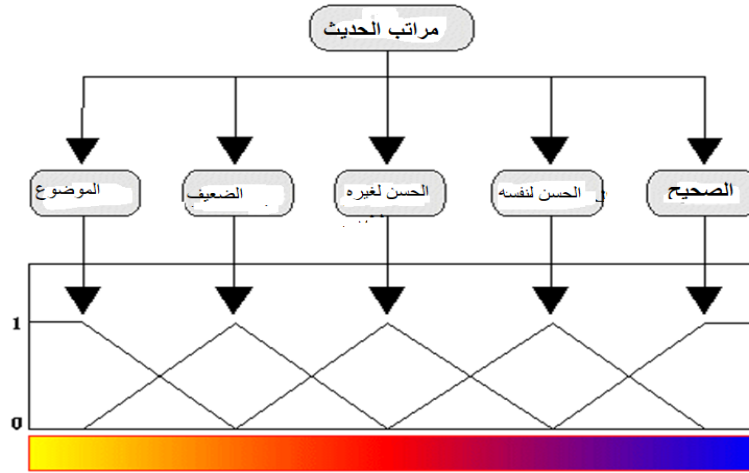 مراتب الحديث
الصحيح
الحسن لنفسه
الحسن لغيره
الضعيف
الموضوع
1
0